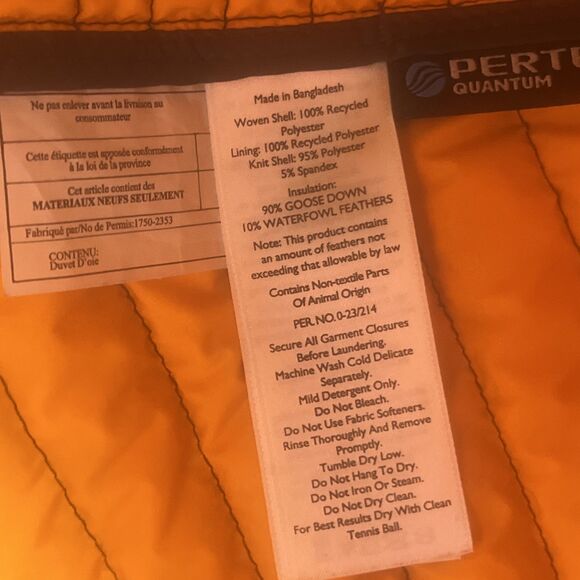 Ne pas enlever avant la livraison au
consommateur
Cette étiquette est apposée conformément
à la loi de la province
Cet article contient des
MATERIAUX NEUFS SEULEMENT
Fabriqué par/No de Permis:1750-2353
CONTENU:
Duvet D'oie
Made in Bangladesh
Woven Shell: 100% Recycled
Polyester
Lining: 100% Recycled Polyester
Knit Shell: 95% Polyester
5% Spandex
Insulation:
90% GOOSE DOWN
10% WATERFOWL FEATHERS
Note: This product contains
an amount of feathers not
exceeding that allowable by law
Contains Non-textile Parts
Of Animal Origin
PER. NO. 0-23/214
Secure All Garment Closures
Before Laundering.
Machine Wash Cold Delicate
Separately.
Mild Detergent Only.
Do Not Bleach.
Do Not Use Fabric Softeners.
Rinse Thoroughly And Remove
Promptly.
Tumble Dry Low.
Do Not Hang To Dry.
Do Not Iron Or Steam.
Do Not Dry Clean.
For Best Results Dry With Clean
Tennis Ball.
PERT
QUANTUM